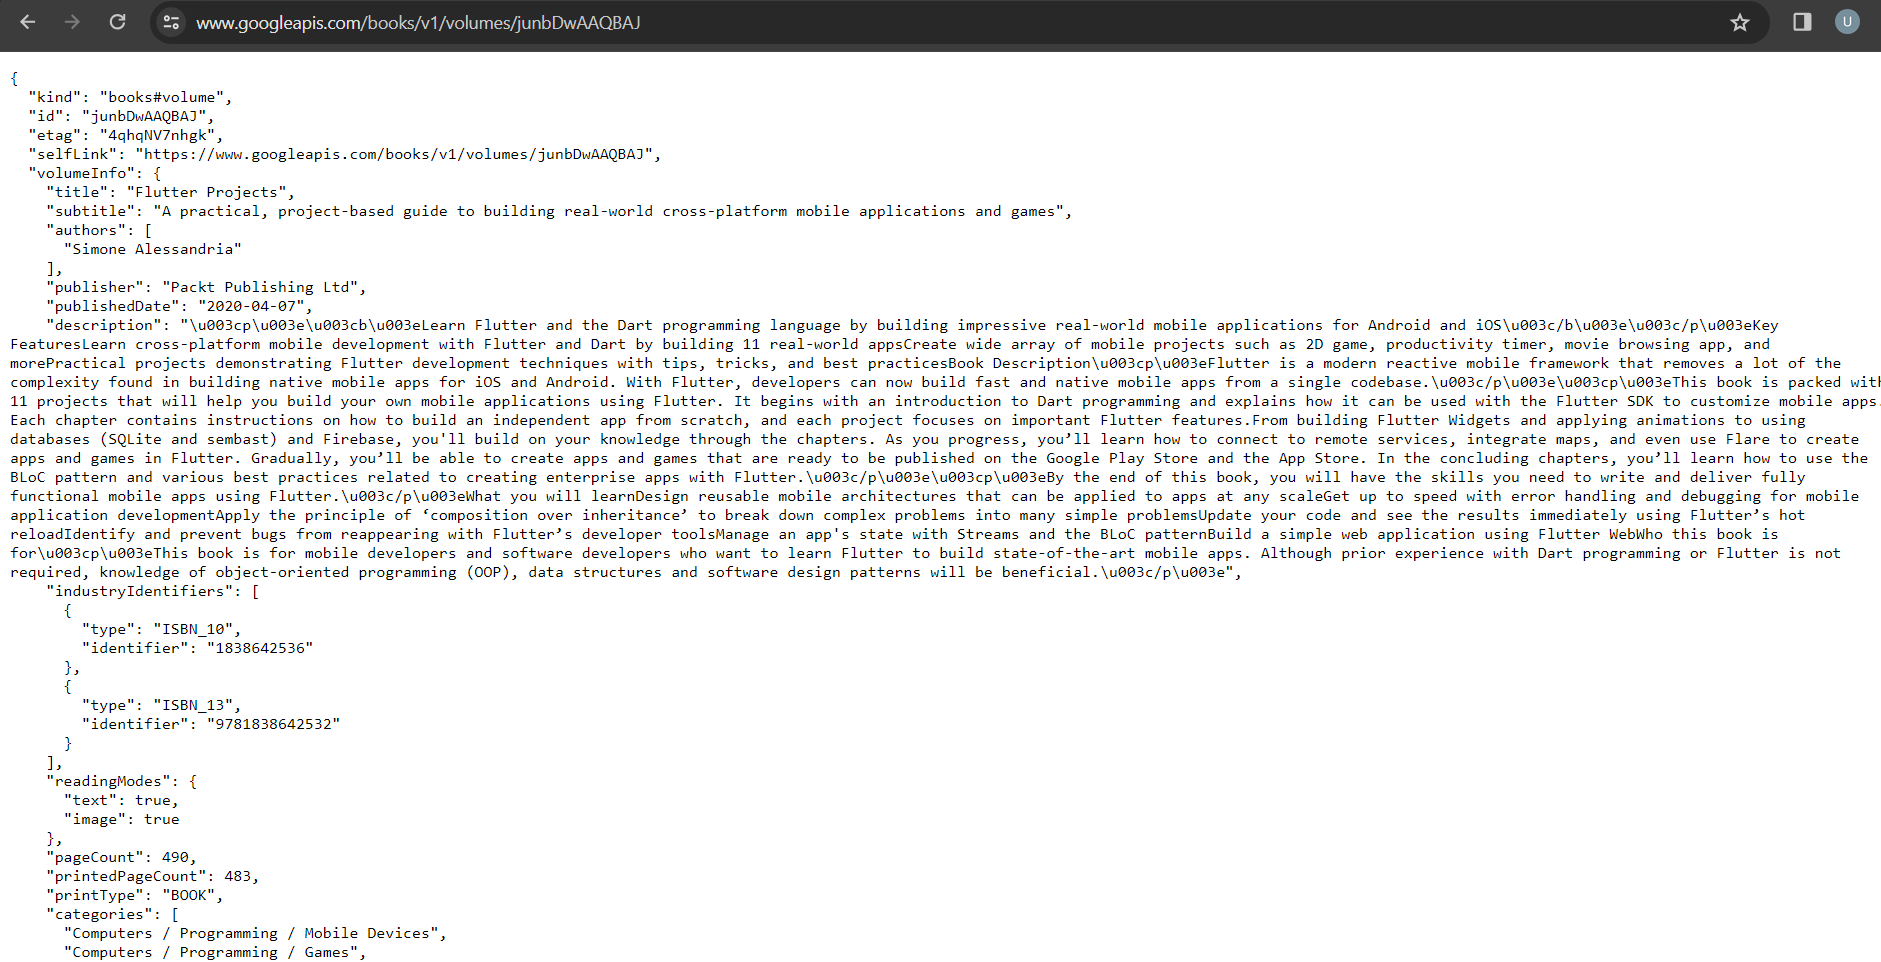 www.googleapis.com/books/v1/volumes/junbDwAAQBAJ
U
{
"kind": "books#volume",
"id": "junbDwAAQBAJ",
"etag": "4qhqNV7nhgk",
"selfLink": "https://www.googleapis.com/books/v1/volumes/junbDwAAQBAJ",
"volumeInfo": {
"title": "Flutter Projects",
"subtitle": "A practical, project-based guide to building real-world cross-platform mobile applications and games",
"authors": [
"Simone Alessandria"
],
"publisher": "Packt Publishing Ltd",
"publishedDate": "2020-04-07",
"description": "\u003cp\u003e\u003cb\u003eLearn Flutter and the Dart programming language by building impressive real-world mobile applications for Android and iOS\u003c/b\u003e\u003c/p\u003eKey
FeaturesLearn cross-platform mobile development with Flutter and Dart by building 11 real-world appsCreate wide array of mobile projects such as 2D game, productivity timer, movie browsing app, and
morePractical projects demonstrating Flutter development techniques with tips, tricks, and best practicesBook Description\u003cp\u003eFlutter is a modern reactive mobile framework that removes a lot of the
complexity found in building native mobile apps for iOS and Android. With Flutter, developers can now build fast and native mobile apps from a single codebase.\u003c/p\u003e\u003cp\u003eThis book is packed with
11 projects that will help you build your own mobile applications using Flutter. It begins with an introduction to Dart programming and explains how it can be used with the Flutter SDK to customize mobile apps.
Each chapter contains instructions on how to build an independent app from scratch, and each project focuses on important Flutter features.From building Flutter Widgets and applying animations to using
databases (SQLite and sembast) and Firebase, you'll build on your knowledge through the chapters. As you progress, you’ll learn how to connect to remote services, integrate maps, and even use Flare to create
apps and games in Flutter. Gradually, you’ll be able to create apps and games that are ready to be published on the Google Play Store and the App Store. In the concluding chapters, you’ll learn how to use the
BLoC pattern and various best practices related to creating enterprise apps with Flutter.\u003c/p\u003e\u003cp\u003eBy the end of this book, you will have the skills you need to write and deliver fully
functional mobile apps using Flutter.\u003c/p\u003eWhat you will learnDesign reusable mobile architectures that can be applied to apps at any scaleGet up to speed with error handling and debugging for mobile
application developmentApply the principle of ‘composition over inheritance’ to break down complex problems into many simple problemsUpdate your code and see the results immediately using Flutter’s hot
reloadIdentify and prevent bugs from reappearing with Flutter’s developer toolsManage an app's state with Streams and the BLoC patternBuild a simple web application using Flutter WebWho this book is
for\u003cp\u003eThis book is for mobile developers and software developers who want to learn Flutter to build state-of-the-art mobile apps. Although prior experience with Dart programming or Flutter is not
required, knowledge of object-oriented programming (OOP), data structures and software design patterns will be beneficial.\u003c/p\u003e",
"industryIdentifiers": [
{
"type": "ISBN_10",
"identifier": "1838642536"
},
{
"type": "ISBN_13",
"identifier": "9781838642532"
}
],
"readingModes": {
"text": true,
"image": true
},
"pageCount": 490,
"printedPageCount": 483,
"printType": "BOOK",
"categories": [
"Computers / Programming / Mobile Devices",
"Computers / Programming / Games",